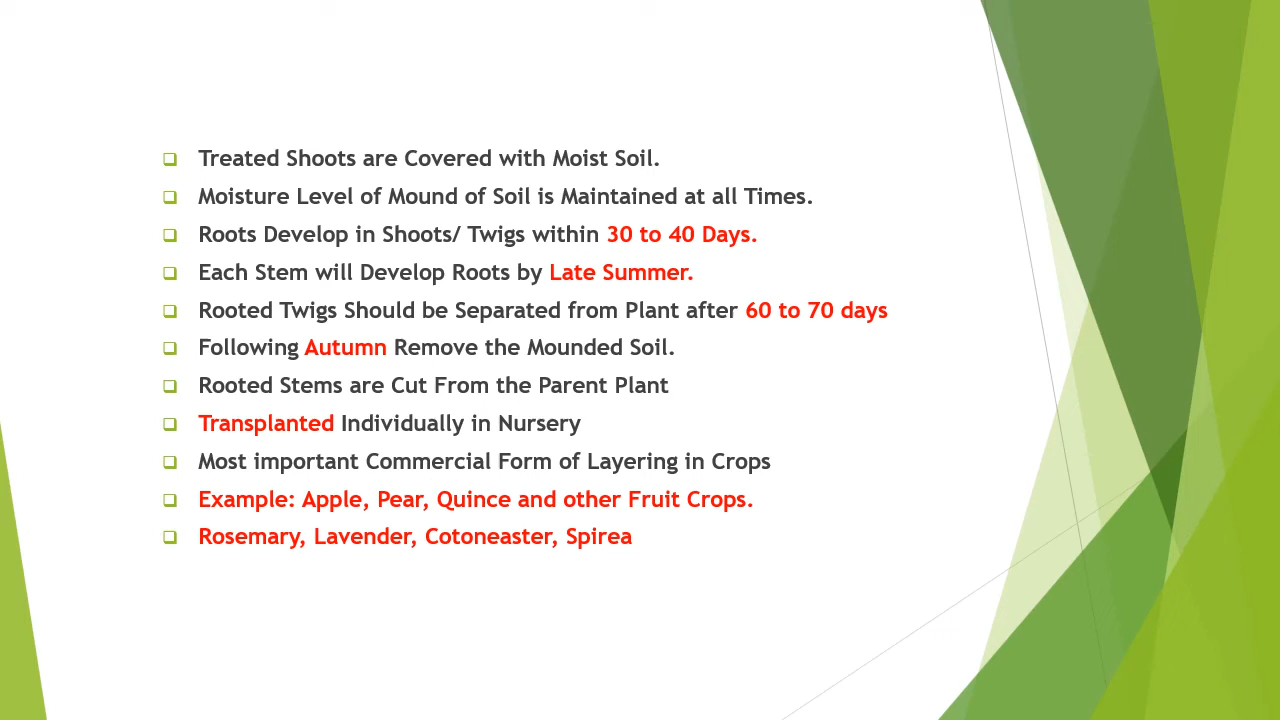 Treated Shoots are Covered with Moist Soil.
Moisture Level of Mound of Soil is Maintained at all Times.
Roots Develop in Shoots/ Twigs within 30 to 40 Days.
Each Stem will Develop Roots by Late Summer.
Rooted Twigs Should be Separated from Plant after 60 to 70 days
Following Autumn Remove the Mounded Soil.
Rooted Stems are Cut From the Parent Plant
Transplanted Individually in Nursery
Most important Commercial Form of Layering in Crops
Example: Apple, Pear, Quince and other Fruit Crops.
Rosemary, Lavender, Cotoneaster, Spirea